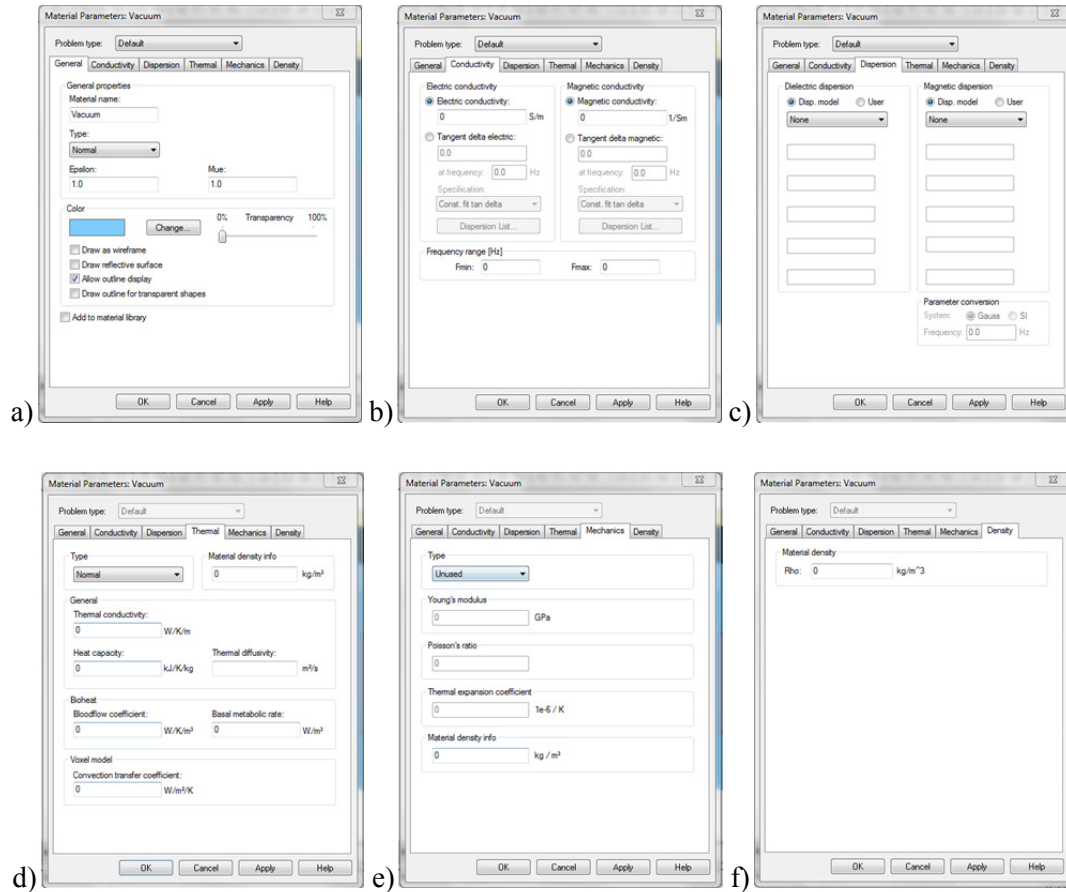 Material Parameters: Vacuum
Problem type: Default
General Conductivity Dispersion Thermal Mechanics Density
General properties
Material name:
Vacuum
Type:
Normal
Epsilon: Mue:
1.0 1.0
Color
0% Transparency 100%
Change...
Draw as wireframe
Draw reflective surface
Allow outline display
Draw outline for transparent shapes
Add to material library
OK Cancel Apply Help
a)
Material Parameters: Vacuum
Problem type: Default
General Conductivity Dispersion Thermal Mechanics Density
Electric conductivity Magnetic conductivity
Electric conductivity: Magnetic conductivity:
0 S/m 0 1/Sm
Tangent delta electric: Tangent delta magnetic:
0.0 0.0
at frequency: 0.0 Hz at frequency: 0.0 Hz
Specification: Specification:
Const. fit tan delta Const. fit tan delta
Dispersion List... Dispersion List...
Frequency range [Hz]
Fmin: 0 Fmax: 0
OK Cancel Apply Help
b)
Material Parameters: Vacuum
Problem type: Default
General Conductivity Dispersion Thermal Mechanics Density
Dielectric dispersion Magnetic dispersion
Disp. model User Disp. model User
None None
Parameter conversion
System: Gauss SI
Frequency: 0.0 Hz
OK Cancel Apply Help
c)
Material Parameters: Vacuum
Problem type: Default
General Conductivity Dispersion Thermal Mechanics Density
Type Material density info
Normal 0 kg/m³
General
Thermal conductivity:
0 W/K/m
Heat capacity: Thermal diffusivity:
0 kJ/K/kg m²/s
Bioheat
Bloodflow coefficient: Basal metabolic rate:
0 W/K/m³ 0 W/m³
Voxel model
Convection transfer coefficient:
0 W/m²/K
OK Cancel Apply Help
d)
Material Parameters: Vacuum
Problem type: Default
General Conductivity Dispersion Thermal Mechanics Density
Type
Unused
Young's modulus
0 GPa
Poisson's ratio
0
Thermal expansion coefficient
0 1e-6 / K
Material density info
0 kg / m³
OK Cancel Apply Help
e)
Material Parameters: Vacuum
Problem type: Default
General Conductivity Dispersion Thermal Mechanics Density
Material density
Rho: 0 kg/m^3
OK Cancel Apply Help
f)